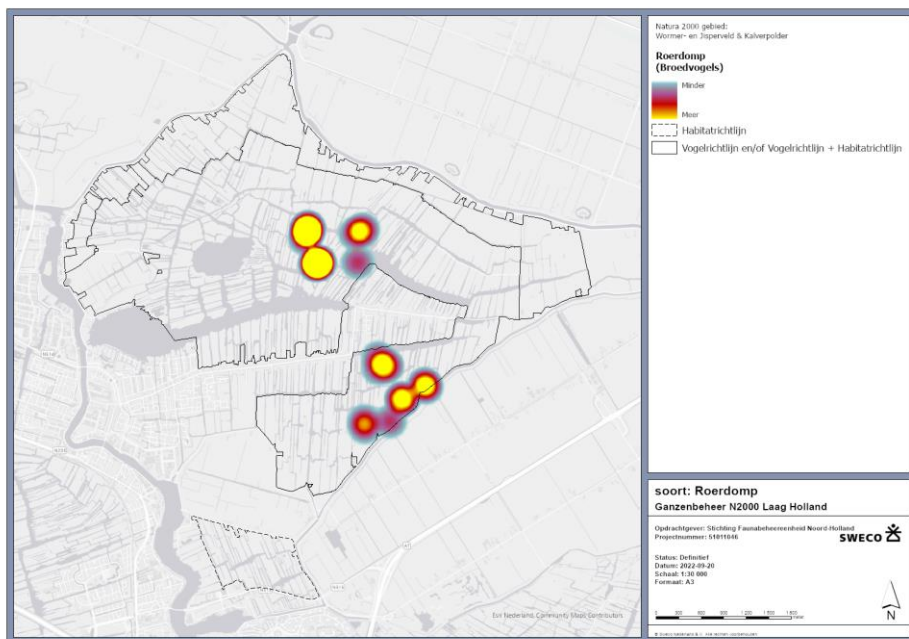 Natura 2000 gebied:
Wormer- en Jisperveld & Kalverpolder
Roerdomp
(Broedvogels)
Minder
Meer
Habitatrichtlijn
Vogelrichtlijn en/of Vogelrichtlijn + Habitatrichtlijn
Esri Nederland, Community Maps Contributors
soort: Roerdomp
Ganzenbeheer N2000 Laag Holland
Opdrachtgever: Stichting Faunabeheereenheid Noord-Holland
Projectnummer: 51011046
SWECO
Status: Definitief
Datum: 2022-09-20
Schaal: 1:30 000
Formaat: A3
N
meter